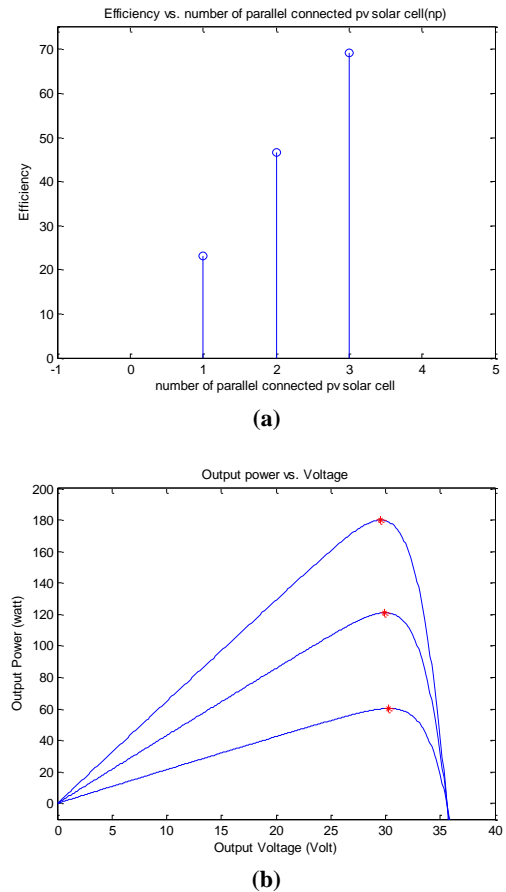 Efficiency vs. number of parallel connected pv solar cell(np)
70
60
50
40
30
20
10
0
Efficiency
-1 0 1 2 3 4 5
number of parallel connected pv solar cell
(a)
Output power vs. Voltage
200
180
160
140
120
100
80
60
40
20
0
Output Power (watt)
0 5 10 15 20 25 30 35 40
Output Voltage (Volt)
(b)